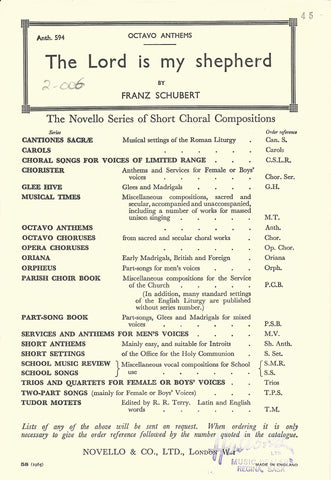 45
Anth. 594
OCTAVO ANTHEMS
The Lord is my shepherd
2-006
BY
FRANZ SCHUBERT
The Novello Series of Short Choral Compositions
Series Order reference
CANTIONES SACRÆ Musical settings of the Roman Liturgy . Can. S.
CAROLS . . . . . . Carols
CHORAL SONGS FOR VOICES OF LIMITED RANGE . . . C.S.L.R.
CHORISTER Anthems and Services for Female or Boys'
voices . . . . . Chor. Ser.
GLEE HIVE Glees and Madrigals . . . . G.H.
MUSICAL TIMES Miscellaneous compositions, sacred and
secular, accompanied and unaccompanied,
including a number of works for massed
unison singing . . . . M.T.
OCTAVO ANTHEMS . . . . . . Anth.
OCTAVO CHORUSES from sacred and secular choral works . Chor.
OPERA CHORUSES . . . . . . Op. Chor.
ORIANA Early Madrigals, British and Foreign . Oriana
ORPHEUS Part-songs for men's voices . . Orph.
PARISH CHOIR BOOK Miscellaneous compositions for the Service
of the Church . . . . P.C.B.
(In addition, many standard settings
of the English Liturgy are published
without series number.)
PART-SONG BOOK Part-songs, Glees and Madrigals for mixed
voices . . . . . P.S.B.
SERVICES AND ANTHEMS FOR MEN'S VOICES . . . M.V.
SHORT ANTHEMS Mainly easy, and suitable for Introits . Sh. Anth.
SHORT SETTINGS of the Office for the Holy Communion . S. Set.
SCHOOL MUSIC REVIEW Miscellaneous vocal compositions for School S.M.R.
SCHOOL SONGS use . . . . . S.S.
TRIOS AND QUARTETS FOR FEMALE OR BOYS' VOICES . . Trios
TWO-PART SONGS (mainly for Female or Boys' Voices) . . T.P.S.
TUDOR MOTETS Edited by R. R. Terry. Latin and English
words . . . . . T.M.
Lists of any of the above will be sent on request. When ordering it is only
necessary to give the order reference followed by the number quoted in the catalogue.
NOVELLO & CO., LTD., LONDON W.1
LTD
MUSIC
REGINA, SASK
MADE IN ENGLAND